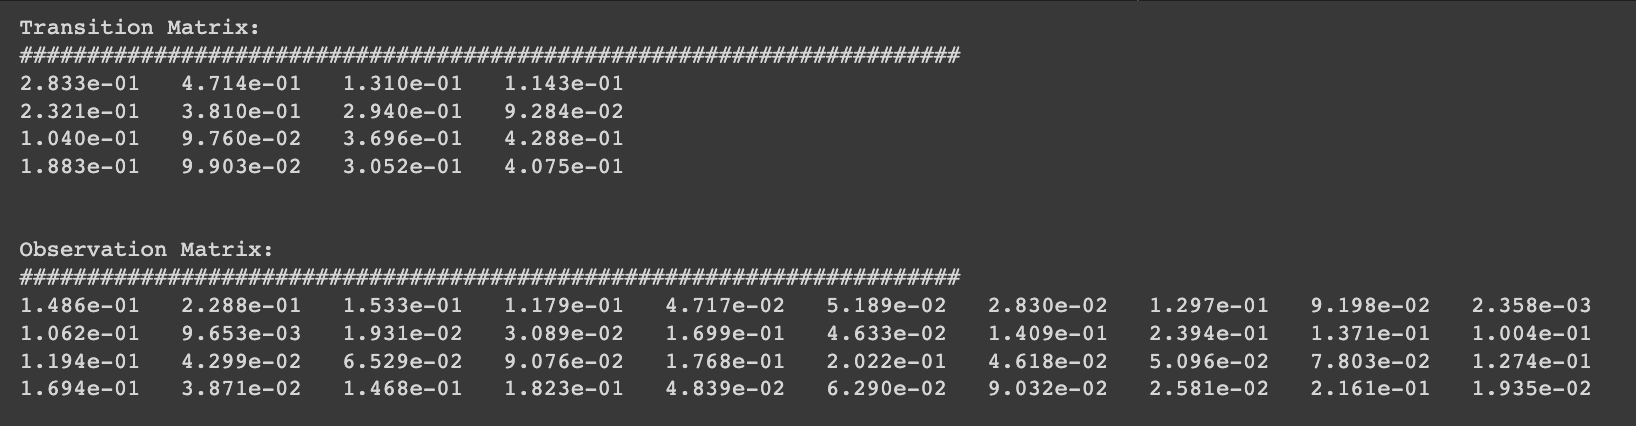 Transition Matrix:
######################################################################
2.833e-01   4.714e-01   1.310e-01   1.143e-01
2.321e-01   3.810e-01   2.940e-01   9.284e-02
1.040e-01   9.760e-02   3.696e-01   4.288e-01
1.883e-01   9.903e-02   3.052e-01   4.075e-01
Observation Matrix:
######################################################################
1.486e-01   2.288e-01   1.533e-01   1.179e-01   4.717e-02   5.189e-02   2.830e-02   1.297e-01   9.198e-02   2.358e-03
1.062e-01   9.653e-03   1.931e-02   3.089e-02   1.699e-01   4.633e-02   1.409e-01   2.394e-01   1.371e-01   1.004e-01
1.194e-01   4.299e-02   6.529e-02   9.076e-02   1.768e-01   2.022e-01   4.618e-02   5.096e-02   7.803e-02   1.274e-01
1.694e-01   3.871e-02   1.468e-01   1.823e-01   4.839e-02   6.290e-02   9.032e-02   2.581e-02   2.161e-01   1.935e-02